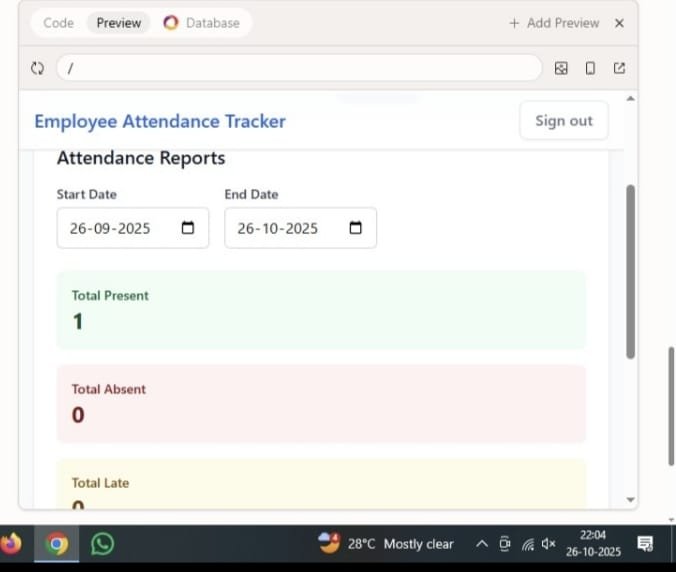 Code Preview Database + Add Preview ×
/
Employee Attendance Tracker Sign out
Attendance Reports
Start Date End Date
26-09-2025 26-10-2025
Total Present
1
Total Absent
0
Total Late
28°C Mostly clear 22:04
26-10-2025